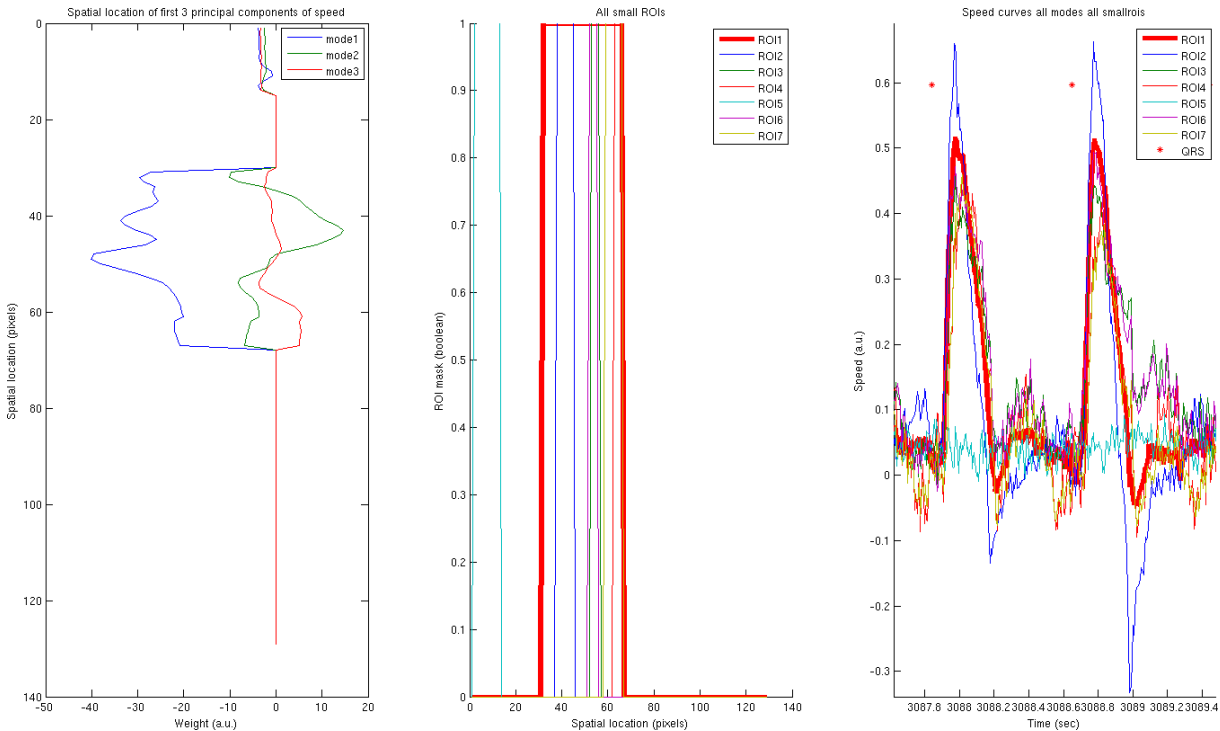 Spatial location of first 3 principal components of speed
mode1
mode2
mode3
0
20
40
60
80
100
120
140
Spatial location (pixels)
-50 -40 -30 -20 -10 0 10 20
Weight (a.u.)
All small ROIs
ROI1
ROI2
ROI3
ROI4
ROI5
ROI6
ROI7
1
0.9
0.8
0.7
0.6
0.5
0.4
0.3
0.2
0.1
0
ROI mask (boolean)
0 20 40 60 80 100 120 140
Spatial location (pixels)
Speed curves all modes all smallrois
ROI1
ROI2
ROI3
ROI4
ROI5
ROI6
ROI7
QRS
0.6
0.5
0.4
0.3
0.2
0.1
0
-0.1
-0.2
-0.3
Speed (a.u.)
3087.8 3088 3088.2 3088.4 3088.6 3088.8 3089 3089.2 3089.4
Time (sec)